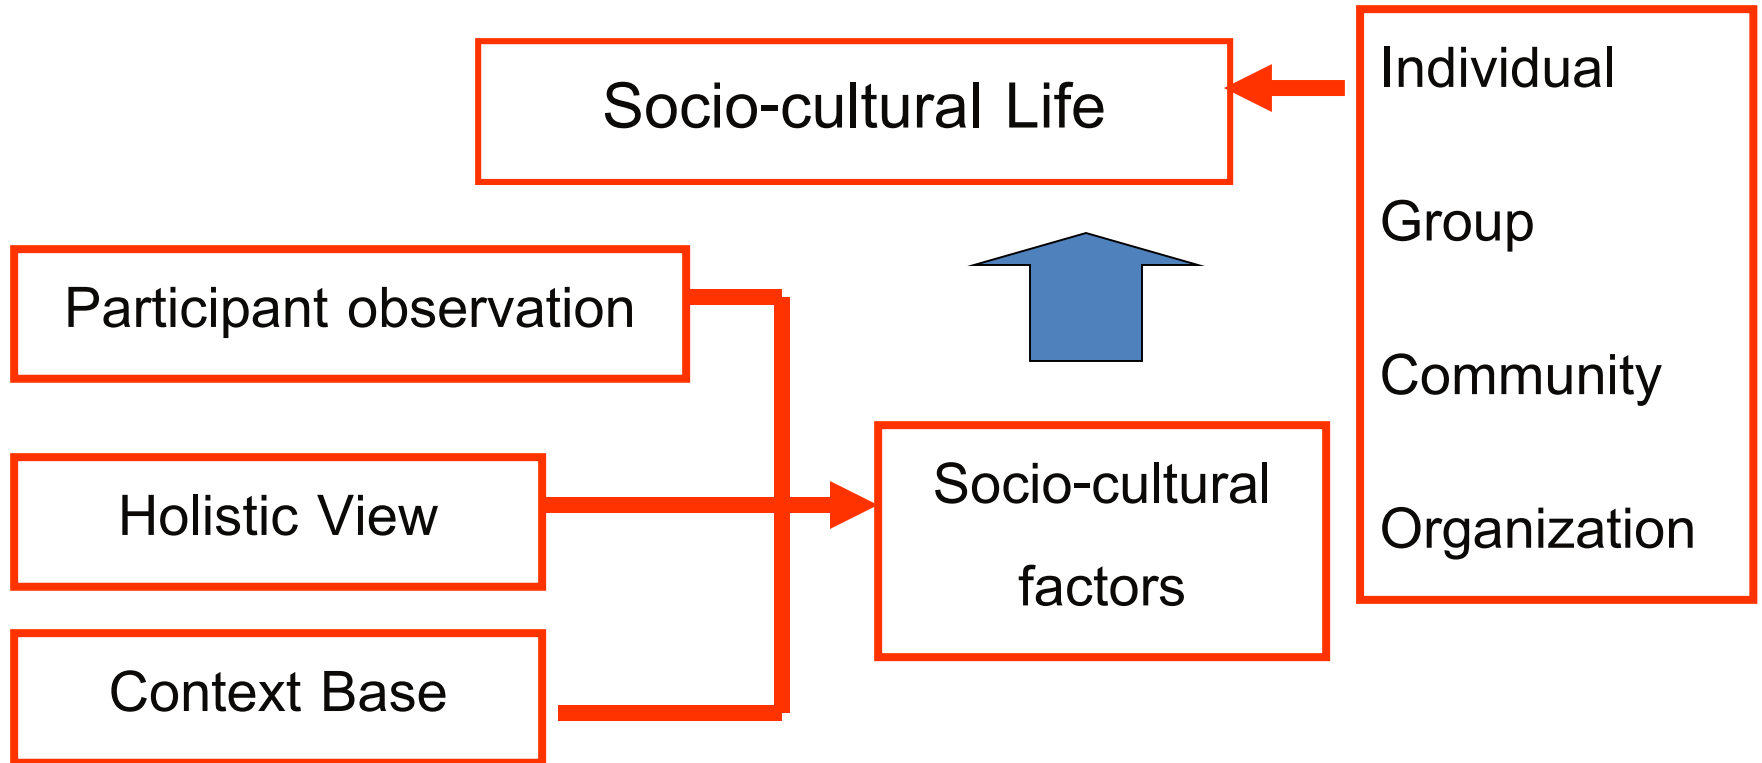 Socio-cultural Life
Individual
Group
Community
Organization
Participant observation
Holistic View
Context Base
Socio-cultural
factors